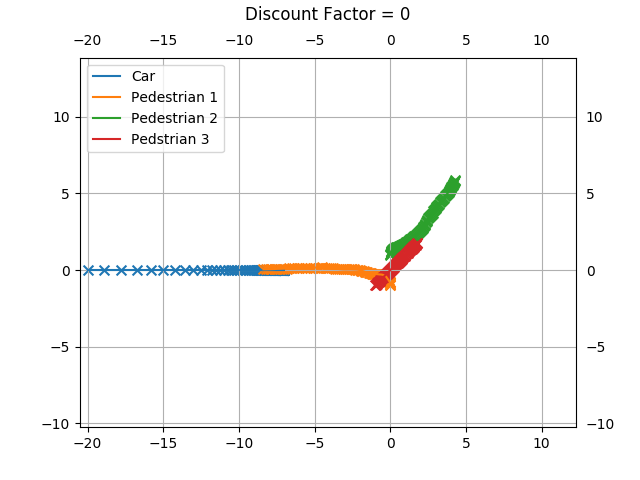 Discount Factor = 0
−20 −15 −10 −5 0 5 10
Car
Pedestrian 1
Pedestrian 2
Pedstrian 3
10 10
5 5
0 0
−5 −5
−10 −10
−20 −15 −10 −5 0 5 10